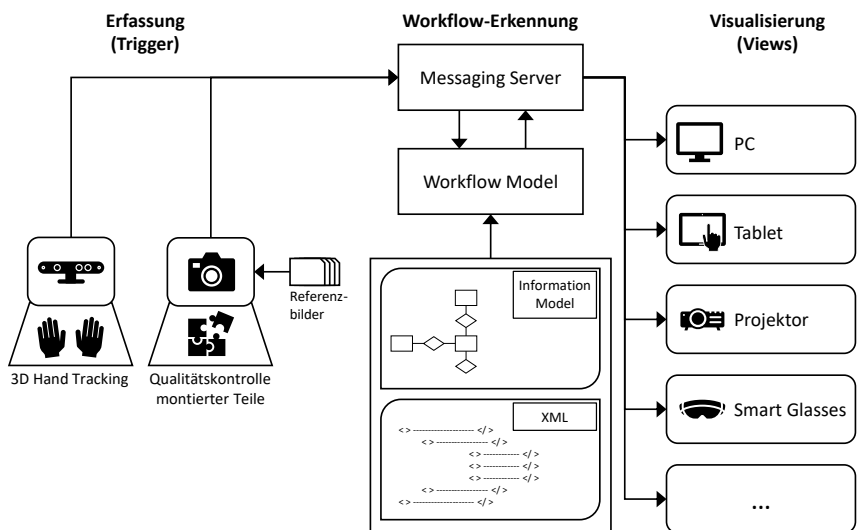 Erfassung
(Trigger)
Workflow-Erkennung
Visualisierung
(Views)
Messaging Server
Workflow Model
PC
Tablet
Projektor
Smart Glasses
...
Referenz-
bilder
3D Hand Tracking
Qualitätskontrolle
montierter Teile
Information
Model
XML
< > -------------------- </ >
< > ----------------- </ >
< > ------------ </ >
< > ------------ </ >
< > ------------ </ >
< > ----------------- </ >
< > -------------------- </ >